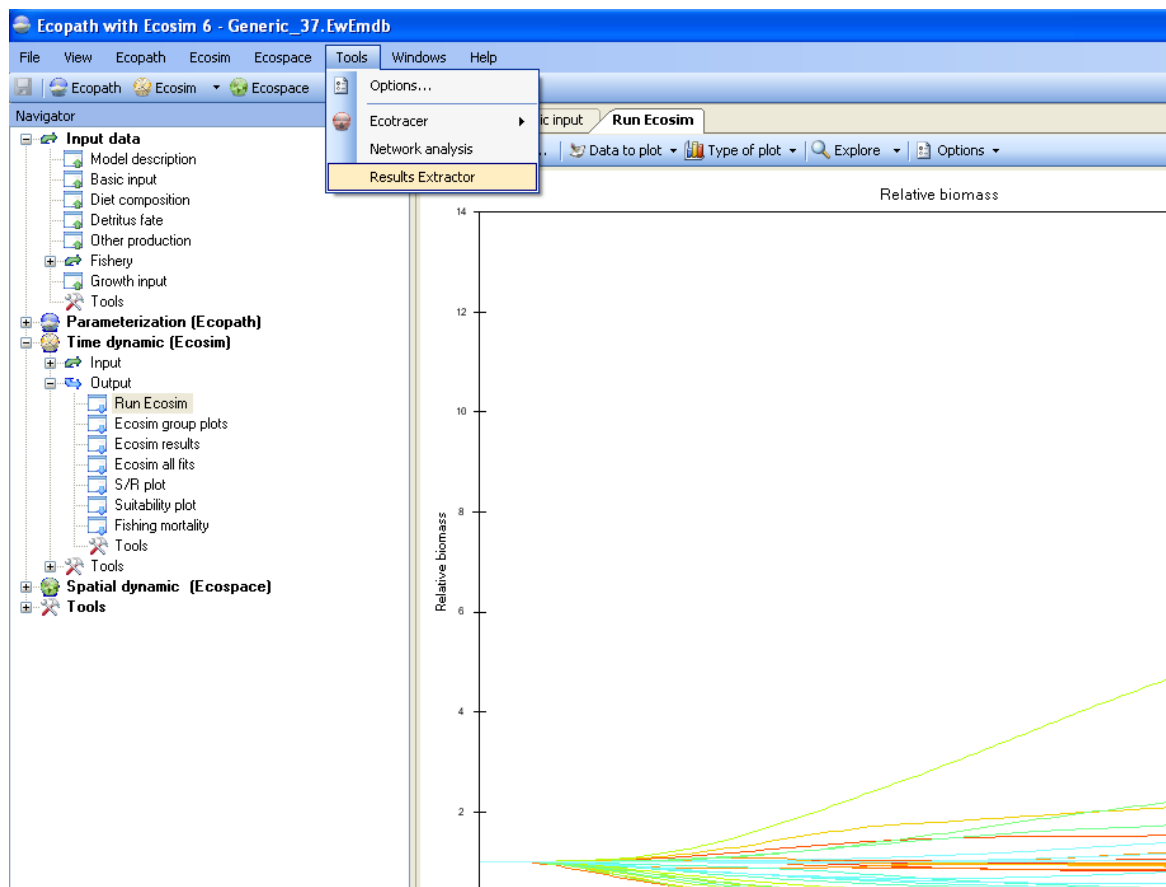 Ecopath with Ecosim 6 - Generic_37.EwEmdb
File View Ecopath Ecosim Ecospace Tools Windows Help
Ecopath Ecosim Ecospace
Options...
Ecotracer
Network analysis
Results Extractor
Navigator
Input data
Model description
Basic input
Diet composition
Detritus fate
Other production
Fishery
Growth input
Tools
Parameterization (Ecopath)
Time dynamic (Ecosim)
Input
Output
Run Ecosim
Ecosim group plots
Ecosim results
Ecosim all fits
S/R plot
Suitability plot
Fishing mortality
Tools
Tools
Spatial dynamic (Ecospace)
Tools
ic input Run Ecosim
.. Data to plot Type of plot Explore Options
Relative biomass
14
12
10
8
6
4
2
Relative biomass